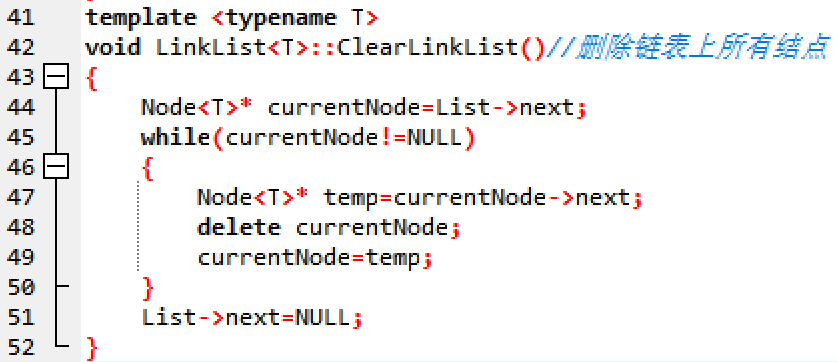 41 template <typename T>
42 void LinkList<T>::ClearLinkList()//删除链表上所有结点
43 {
44     Node<T>* currentNode=List->next;
45     while(currentNode!=NULL)
46     {
47         Node<T>* temp=currentNode->next;
48         delete currentNode;
49         currentNode=temp;
50     }
51     List->next=NULL;
52 }